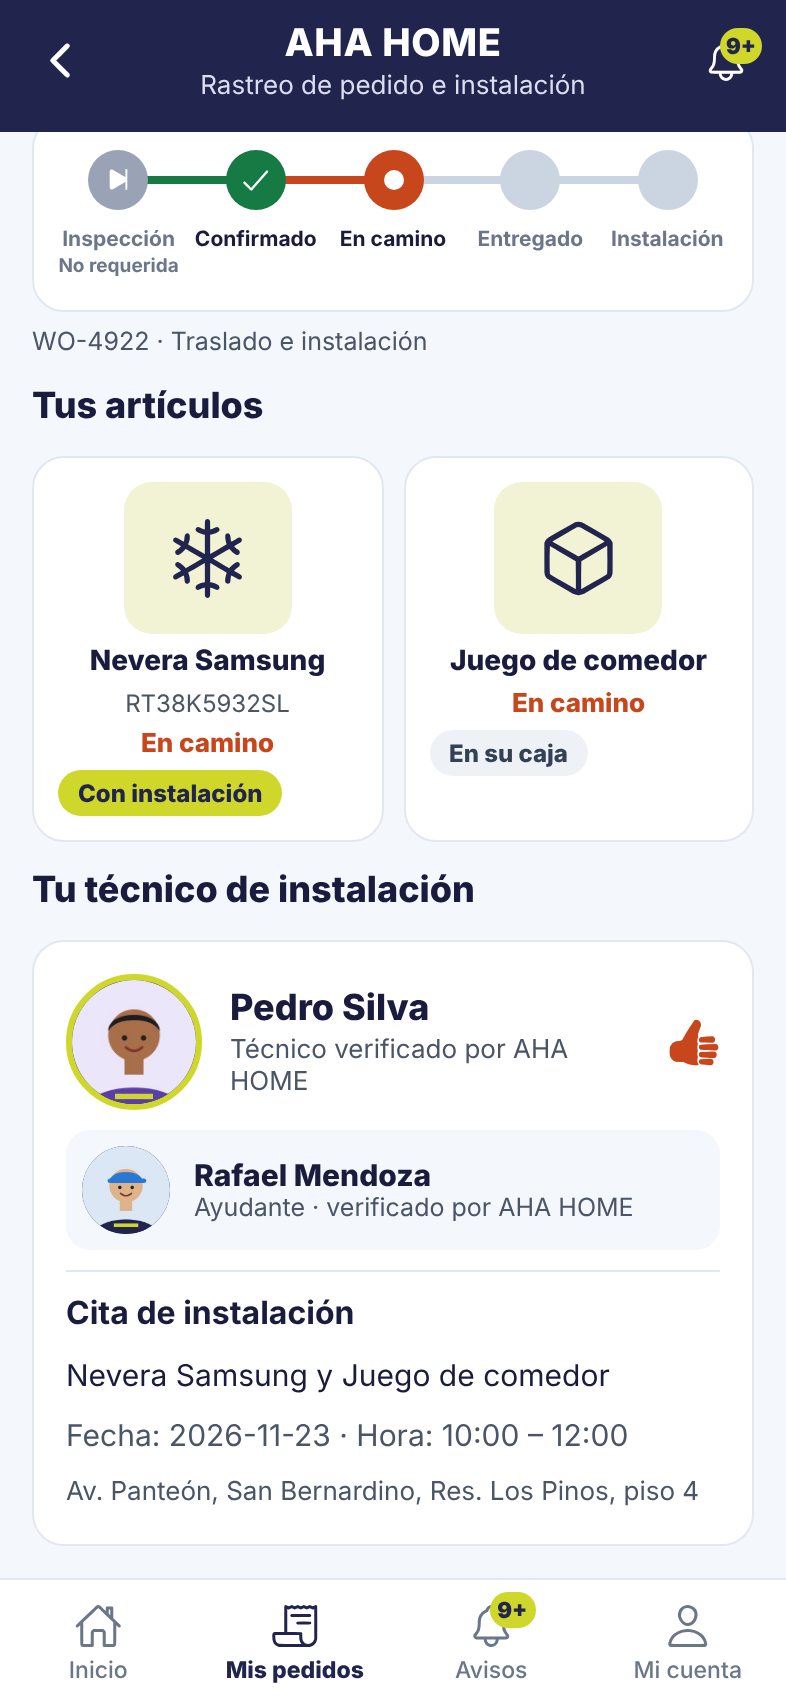 AHA HOME
Rastreo de pedido e instalación
9+
Inspección
No requerida
Confirmado
En camino
Entregado
Instalación
WO-4922 · Traslado e instalación
Tus artículos
Nevera Samsung
RT38K5932SL
En camino
Con instalación
Juego de comedor
En camino
En su caja
Tu técnico de instalación
Pedro Silva
Técnico verificado por AHA
HOME
Rafael Mendoza
Ayudante · verificado por AHA HOME
Cita de instalación
Nevera Samsung y Juego de comedor
Fecha: 2026-11-23 · Hora: 10:00 – 12:00
Av. Panteón, San Bernardino, Res. Los Pinos, piso 4
Inicio
Mis pedidos
9+
Avisos
Mi cuenta